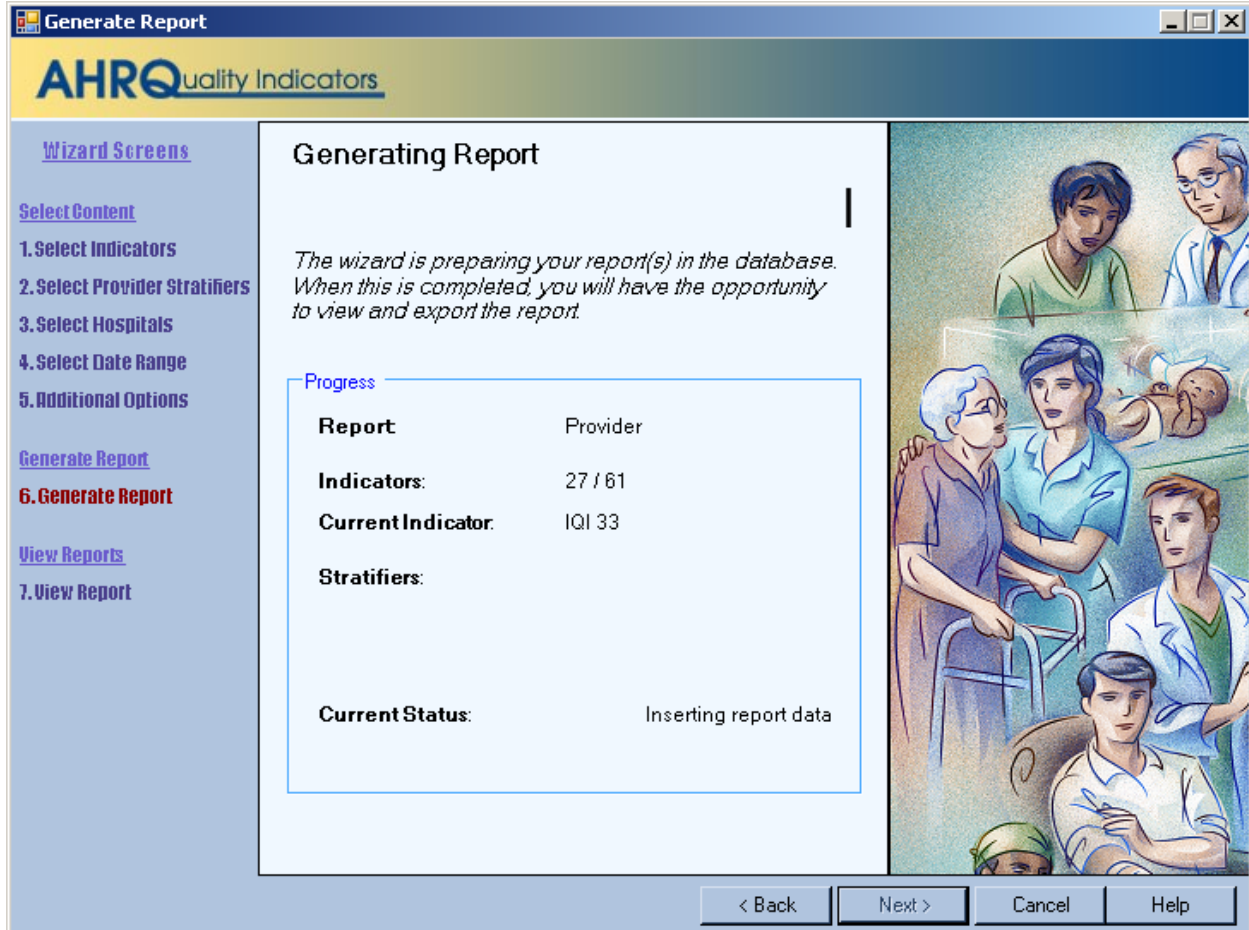 Generate Report
AHRQuality Indicators
Wizard Screens
Select Content
1. Select Indicators
2. Select Provider Stratifiers
3. Select Hospitals
4. Select Date Range
5. Additional Options
Generate Report
6. Generate Report
View Reports
7. View Report
Generating Report
The wizard is preparing your report(s) in the database.
When this is completed, you will have the opportunity
to view and export the report.
Progress
Report: Provider
Indicators: 27 / 61
Current Indicator: IQI 33
Stratifiers:
Current Status: Inserting report data
< Back Next > Cancel Help